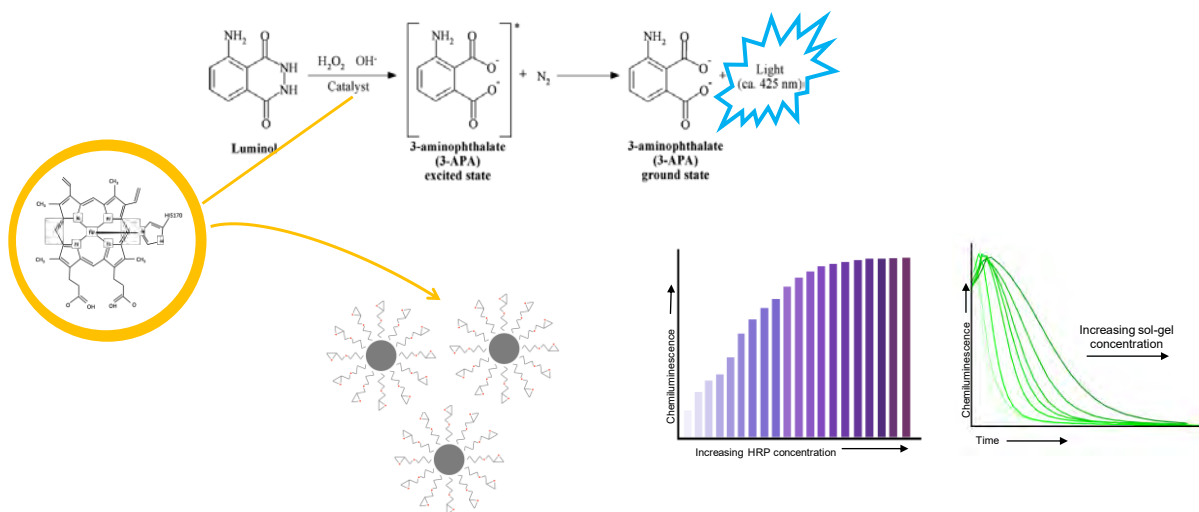 NH₂
O
NH
NH
O
Luminol
H₂O₂ OH⁻
Catalyst
NH₂
O
O⁻
O⁻
O
*
+ N₂
3-aminophthalate
(3-APA)
excited state
NH₂
O
O⁻
O⁻
O
+
Light
(ca. 425 nm)
3-aminophthalate
(3-APA)
ground state
CH₃
CH₃
HIS170
CH₃
CH₃
O
OH
OH
O
Chemiluminescence
Increasing HRP concentration
Chemiluminescence
Time
Increasing sol-gel
concentration